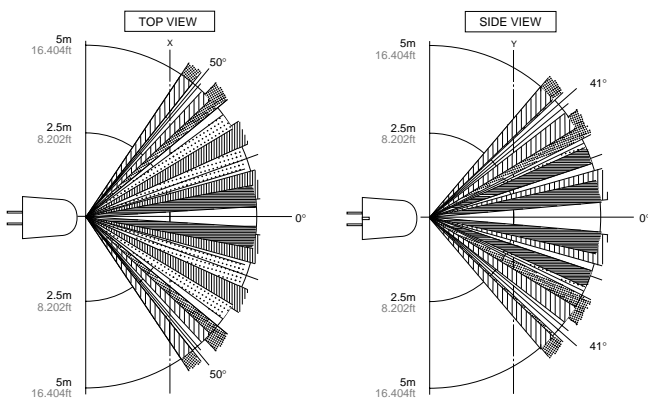 TOP VIEW
5m
16.404ft
X
50°
2.5m
8.202ft
0°
2.5m
8.202ft
50°
5m
16.404ft
SIDE VIEW
5m
16.404ft
Y
41°
2.5m
8.202ft
0°
2.5m
8.202ft
41°
5m
16.404ft